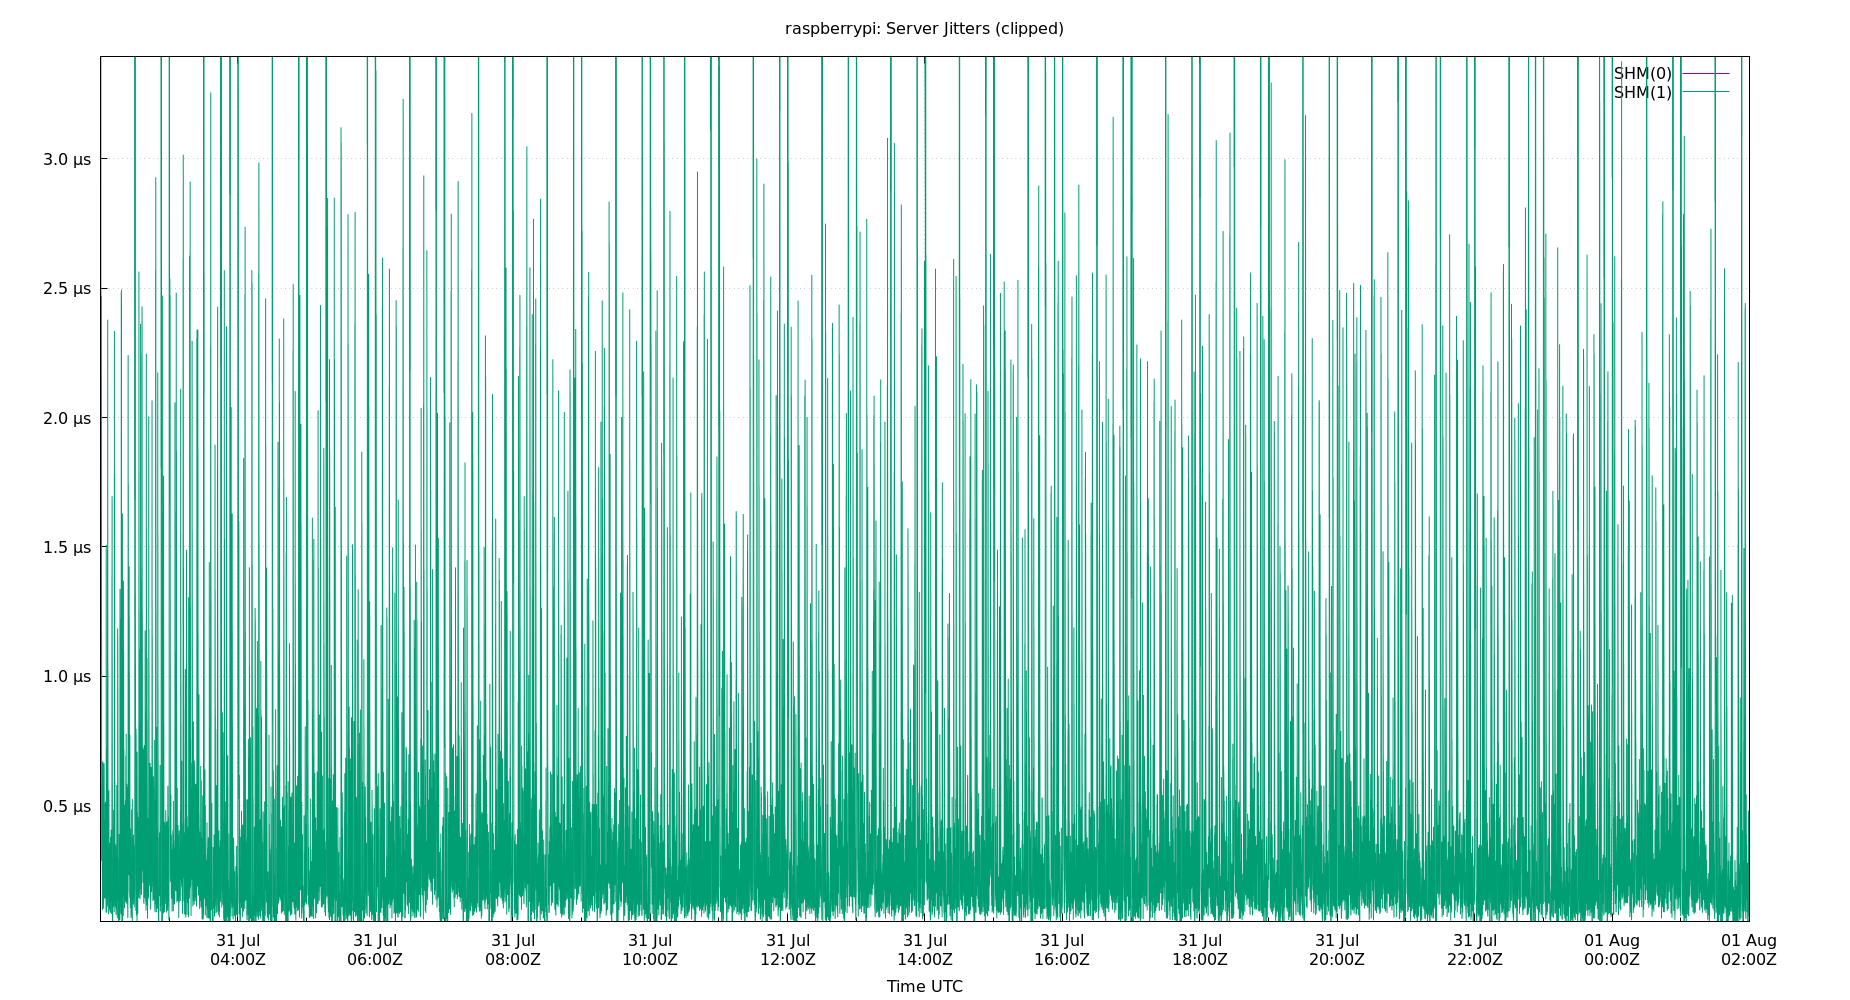 raspberrypi: Server Jitters (clipped)
SHM(0)
SHM(1)
3.0 µs
2.5 µs
2.0 µs
1.5 µs
1.0 µs
0.5 µs
31 Jul 31 Jul 31 Jul 31 Jul 31 Jul 31 Jul 31 Jul 31 Jul 31 Jul 31 Jul 01 Aug 01 Aug
04:00Z 06:00Z 08:00Z 10:00Z 12:00Z 14:00Z 16:00Z 18:00Z 20:00Z 22:00Z 00:00Z 02:00Z
Time UTC